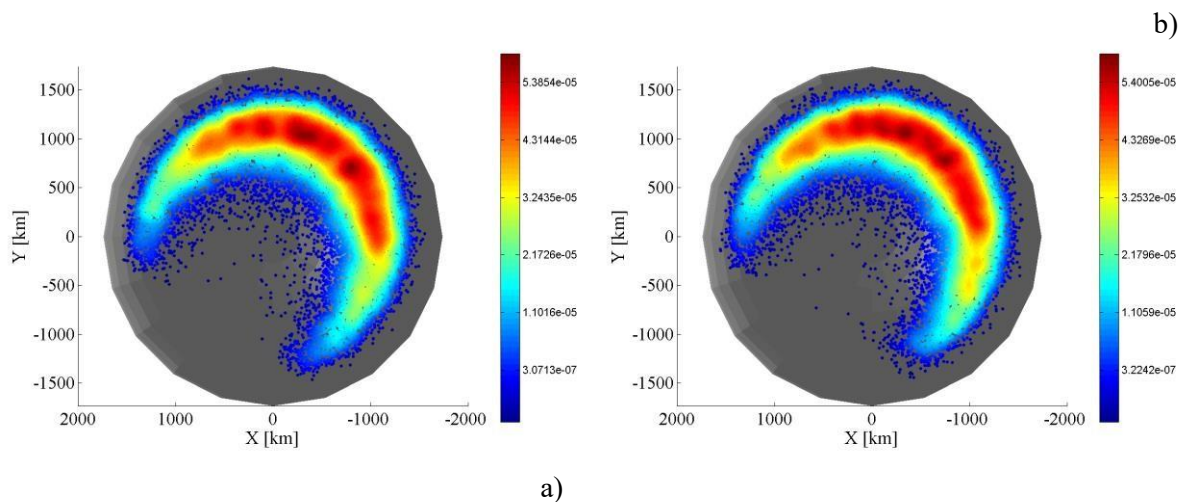 b)
1500
1000
500
0
-500
-1000
-1500
Y [km]
2000 1000 0 -1000 -2000
X [km]
5.3854e-05
4.3144e-05
3.2435e-05
2.1726e-05
1.1016e-05
3.0713e-07
1500
1000
500
0
-500
-1000
-1500
Y [km]
2000 1000 0 -1000 -2000
X [km]
5.4005e-05
4.3269e-05
3.2532e-05
2.1796e-05
1.1059e-05
3.2242e-07
a)